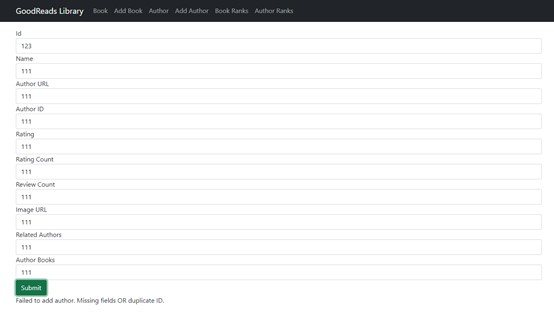 GoodReads Library Book Add Book Author Add Author Book Ranks Author Ranks
Id
123
Name
111
Author URL
111
Author ID
111
Rating
111
Rating Count
111
Review Count
111
Image URL
111
Related Authors
111
Author Books
111
Submit
Failed to add author. Missing fields OR duplicate ID.